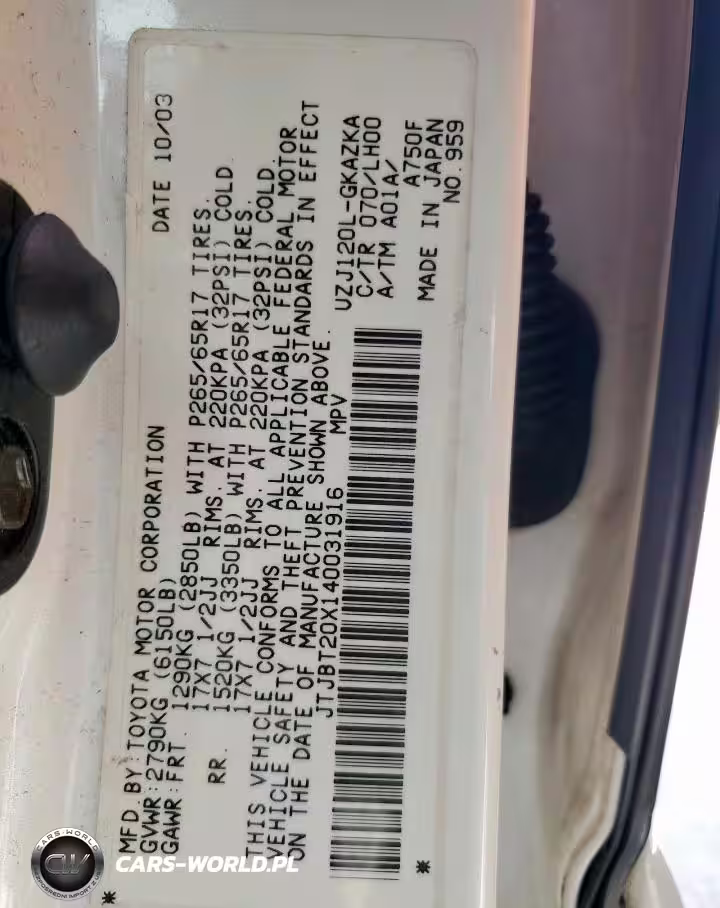 MFD. BY: TOYOTA MOTOR CORPORATION DATE 10/03
GVWR: 2790KG (6150LB)
GAWR: FRT. 1290KG (2850LB) WITH P265/65R17 TIRES.
17X7 1/2JJ RIMS. AT 220KPA (32PSI) COLD.
RR. 1520KG (3350LB) WITH P265/65R17 TIRES.
17X7 1/2JJ RIMS. AT 220KPA (32PSI) COLD.
THIS VEHICLE CONFORMS TO ALL APPLICABLE FEDERAL MOTOR
VEHICLE SAFETY AND THEFT PREVENTION STANDARDS IN EFFECT
ON THE DATE OF MANUFACTURE SHOWN ABOVE.
JTJBT20X140031916 MPV
UZJ120L-GKAZKA
C/TR 070/LH00
A/TM A01A/
A750F
MADE IN JAPAN
NO. 959
CARS-WORLD
CW
CARS-WORLD.PL